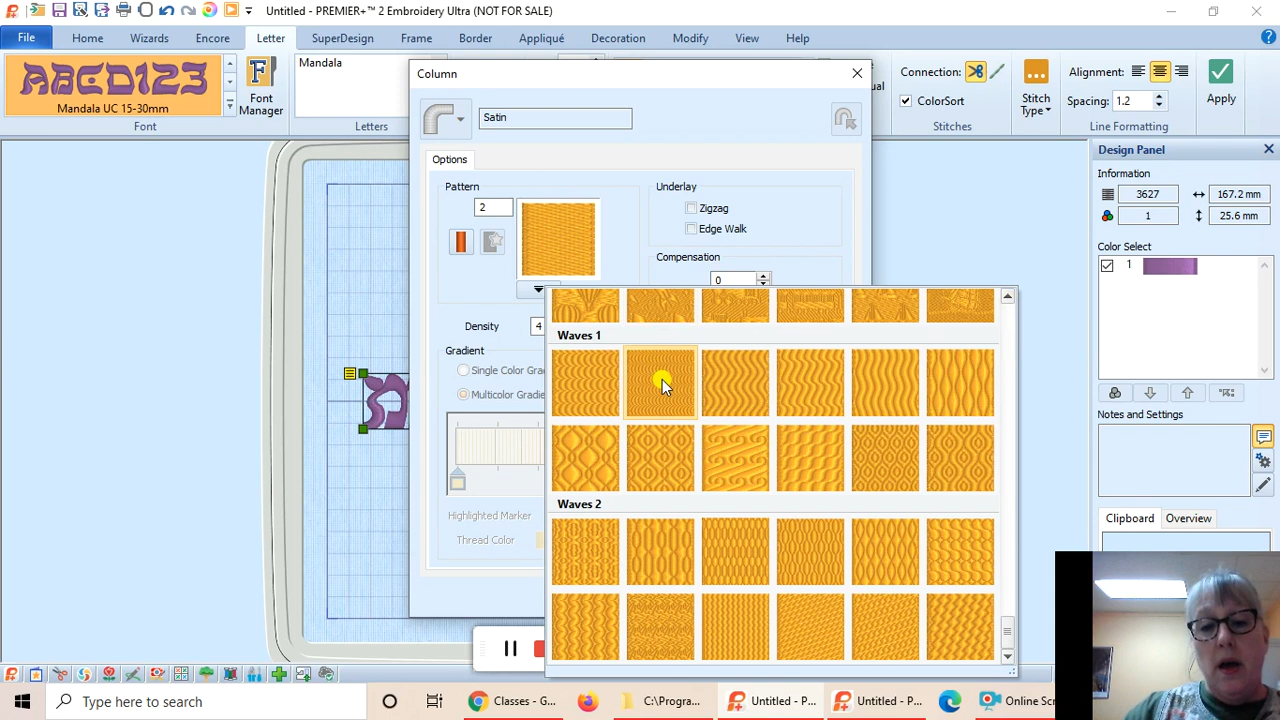 Untitled - PREMIER+™ 2 Embroidery Ultra (NOT FOR SALE)
File Home Wizards Encore Letter SuperDesign Frame Border Appliqué Decoration Modify View Help
ABCD123
Mandala UC 15-30mm
Font
Font Manager
Mandala
Letters
Connection:
ColorSort
Stitches
Stitch Type
Alignment:
Spacing: 1.2
Line Formatting
Apply
Column
Satin
Options
Pattern
2
Density 4
Gradient
Single Color Gra
Multicolor Gradie
Highlighted Marker
Thread Color
Underlay
Zigzag
Edge Walk
Compensation
0
Waves 1
Waves 2
Design Panel
Information
3627 167.2 mm
1 25.6 mm
Color Select
1
Notes and Settings
Clipboard Overview
Type here to search
Classes - G...
C:\Progra...
Untitled - P...
Untitled - P...
Online Scr